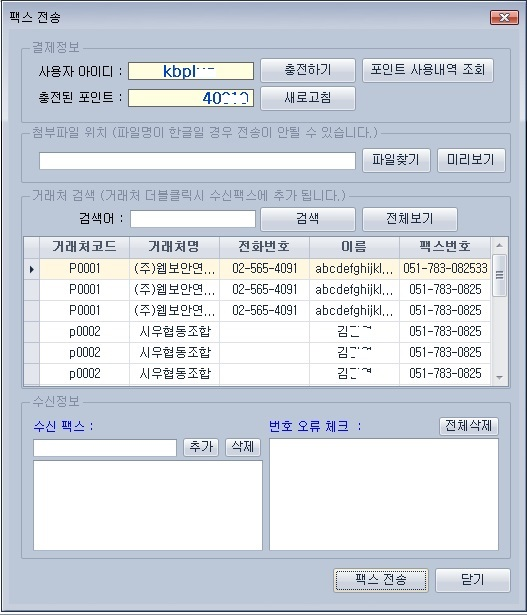 팩스 전송
결제정보
사용자 아이디 : 충전하기 포인트 사용내역 조회
충전된 포인트 : 새로고침
첨부파일 위치 (파일명이 한글일 경우 전송이 안될 수 있습니다.)
파일찾기 미리보기
거래처 검색 (거래처 더블클릭시 수신팩스에 추가 됩니다.)
검색어 : 검색 전체보기
거래처코드 거래처명 전화번호 이름 팩스번호
P0001 (주)웹보안연... 02-565-4091 abcdefghijkl... 051-783-082533
P0001 (주)웹보안연... 02-565-4091 abcdefghijkl... 051-783-0825
P0001 (주)웹보안연... 02-565-4091 abcdefghijkl... 051-783-0825
p0002 시우협동조합 051-783-0825
p0002 시우협동조합 051-783-0825
p0002 시우협동조합 051-783-0825
수신정보
수신 팩스 : 번호 오류 체크 : 전체삭제
추가 삭제
팩스 전송 닫기